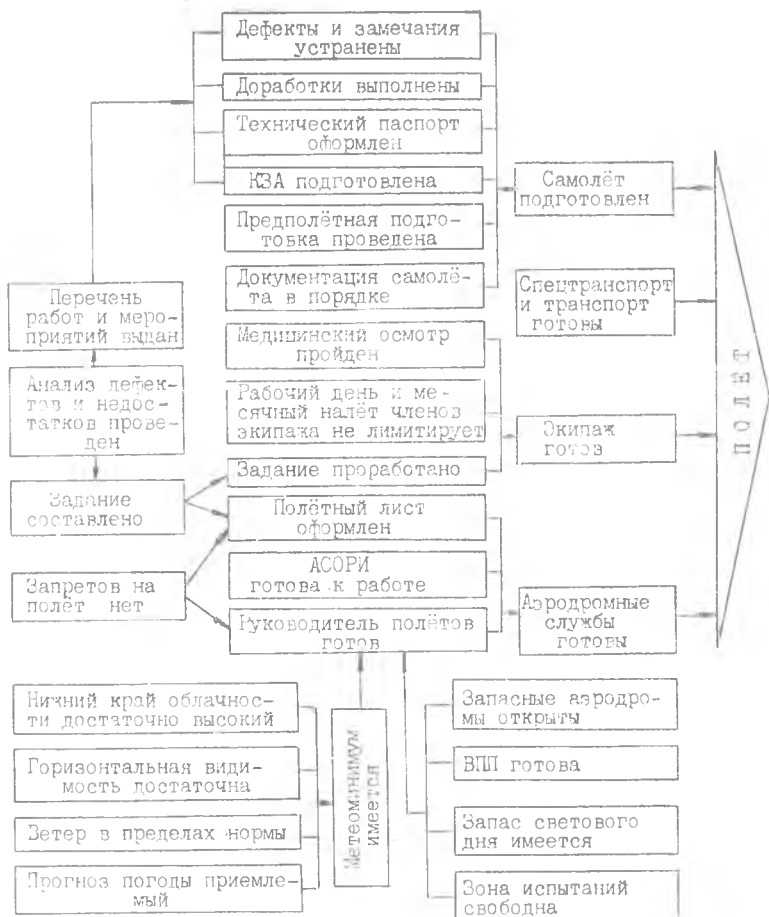 Дефекты и замечания
устранены
Доработки выполнены
Технический паспорт
оформлен
КЗА подготовлена
Предполётная подго-
товка проведена
Документация самолё-
та в порядке
Самолёт
подготовлен
Перечень
работ и меро-
приятий выдан
Спецтранспорт
и транспорт
готовы
Медицинский осмотр
пройден
Анализ дефек-
тов и недос-
татков прове-
ден
Рабочий день и ме-
сячный налёт членов
экипажа не лимитирует
Экипаж
готов
ПОЛЁТ
Задание проработано
Задание
составлено
Полётный лист
оформлен
АСОРИ
готова к работе
Запретов на
полёт нет
Руководитель полётов
готов
Аэродромные
службы
готовы
Нижний край облачнос-
ти достаточно высокий
Горизонтальная види-
мость достаточна
Ветер в пределах нормы
Прогноз погоды приемле-
мый
Метеоминимум
имеется
Запасные аэродро-
мы открыты
ВПП готова
Запас светового
дня имеется
Зона испытаний
свободна